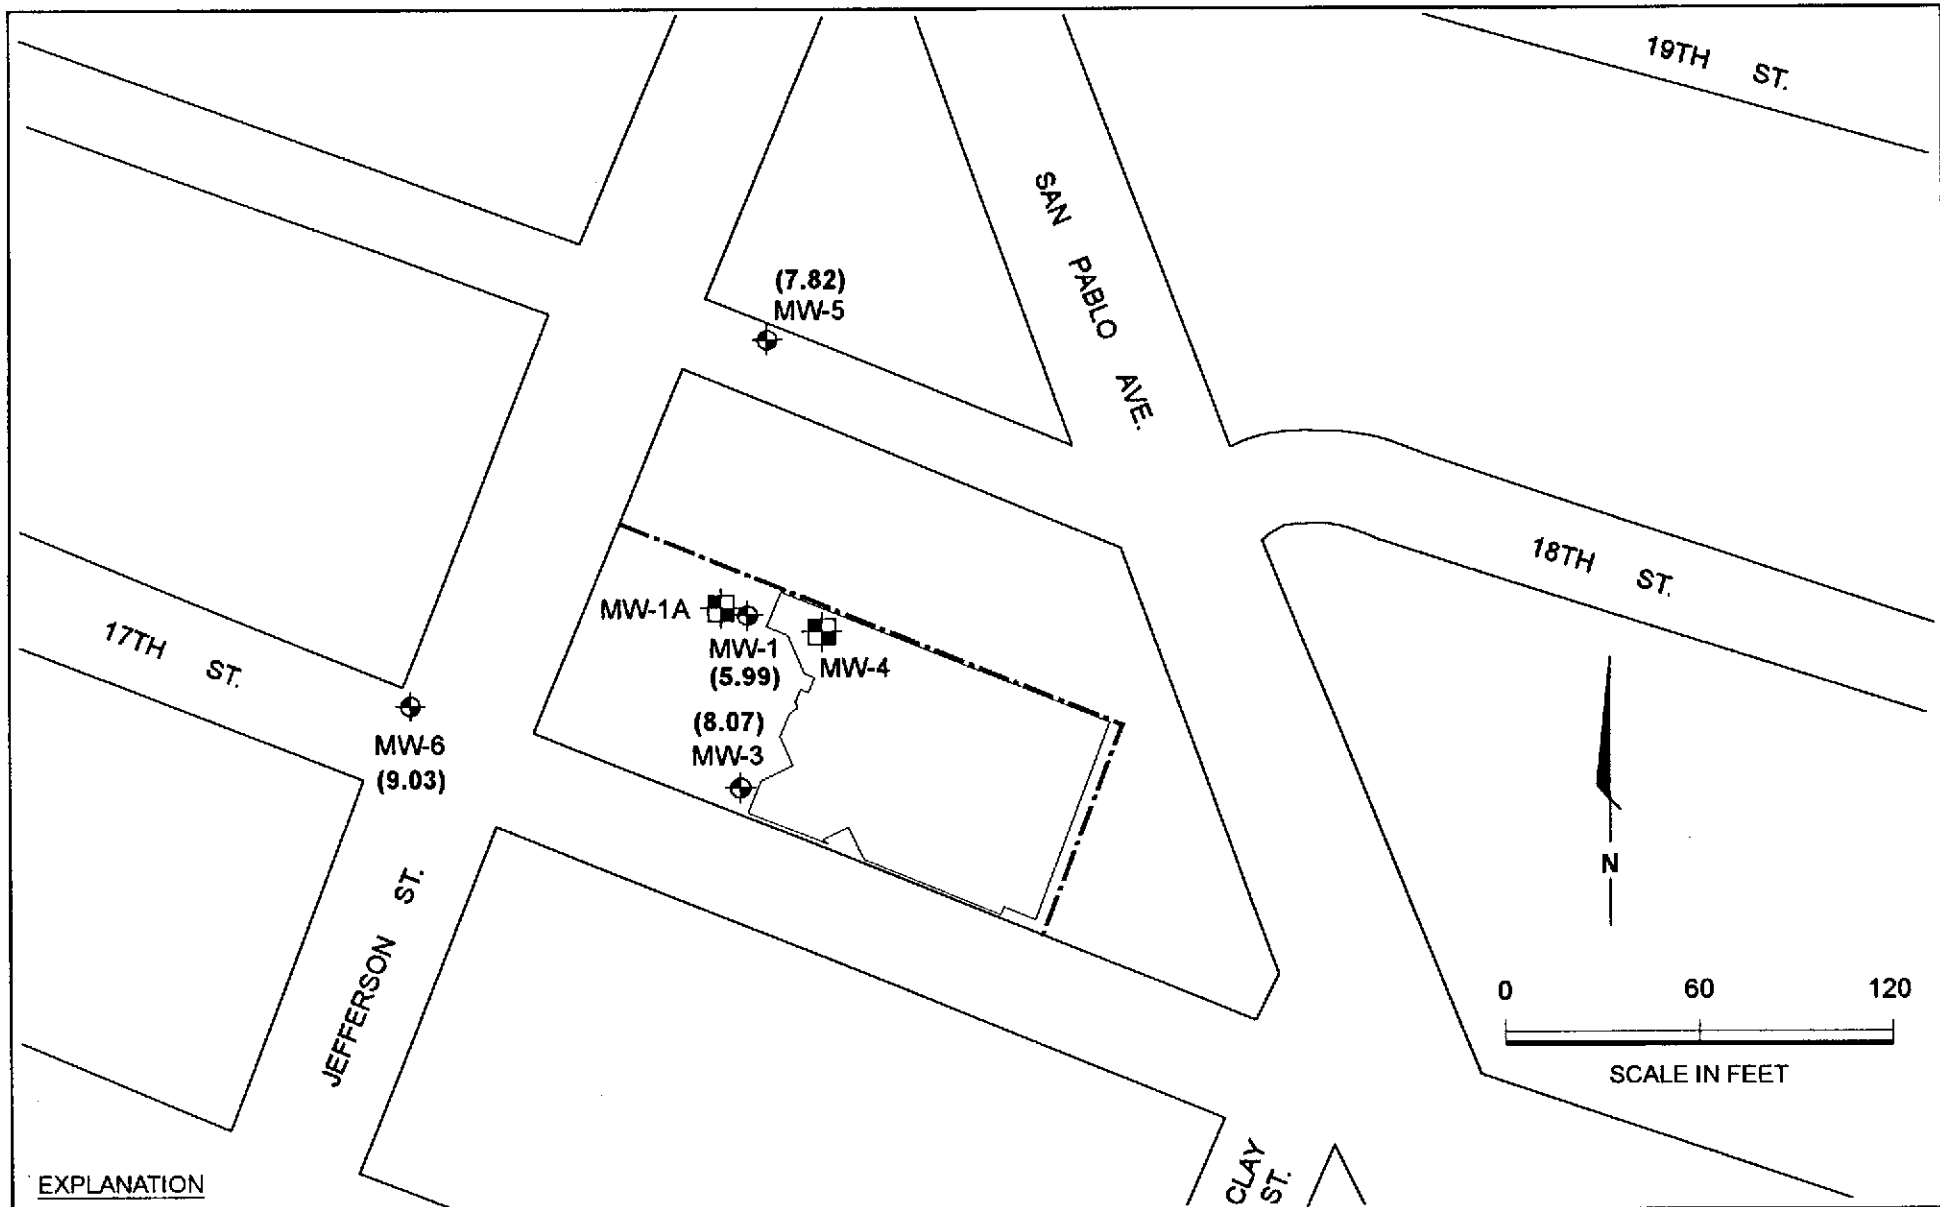 19TH ST.
SAN PABLO AVE.
(7.82)
MW-5
18TH ST.
MW-1A
MW-1
(5.99)
MW-4
17TH ST.
(8.07)
MW-3
MW-6
(9.03)
JEFFERSON ST.
N
0 60 120
SCALE IN FEET
CLAY ST.
EXPLANATION